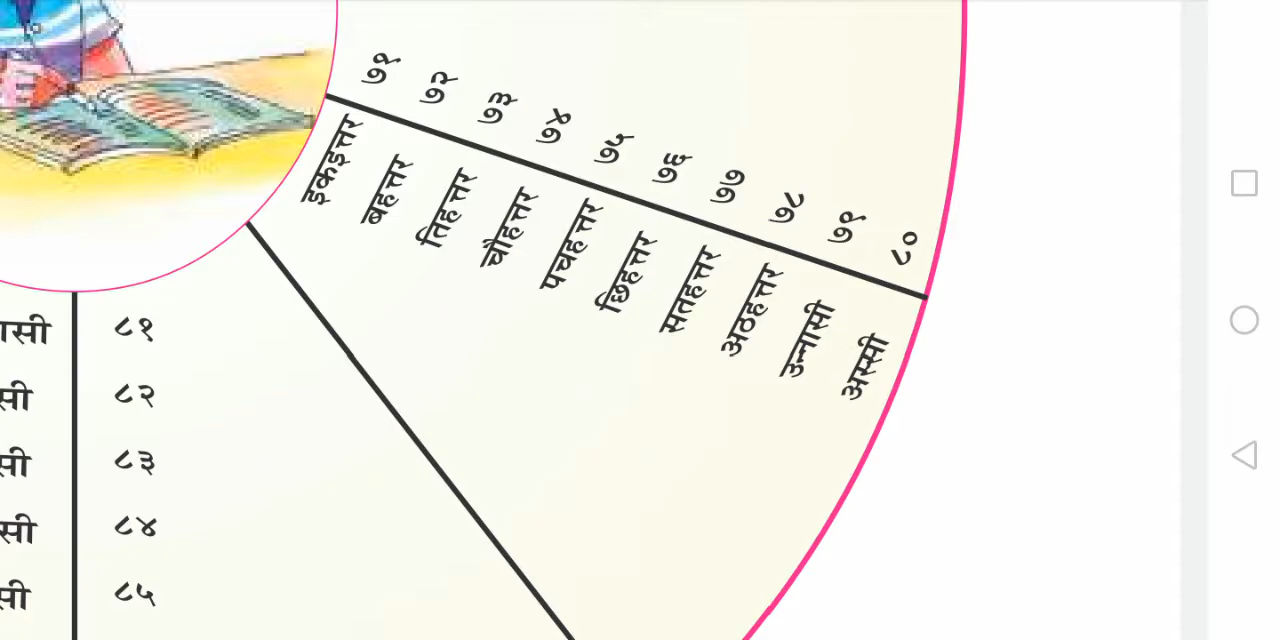 ७१
७२
७३
७४
७५
७६
७७
७८
७९
८०
इकहत्तर
बहत्तर
तिहत्तर
चौहत्तर
पचहत्तर
छिहत्तर
सतहत्तर
अठहत्तर
उन्नासी
अस्सी
८१
८२
८३
८४
८५